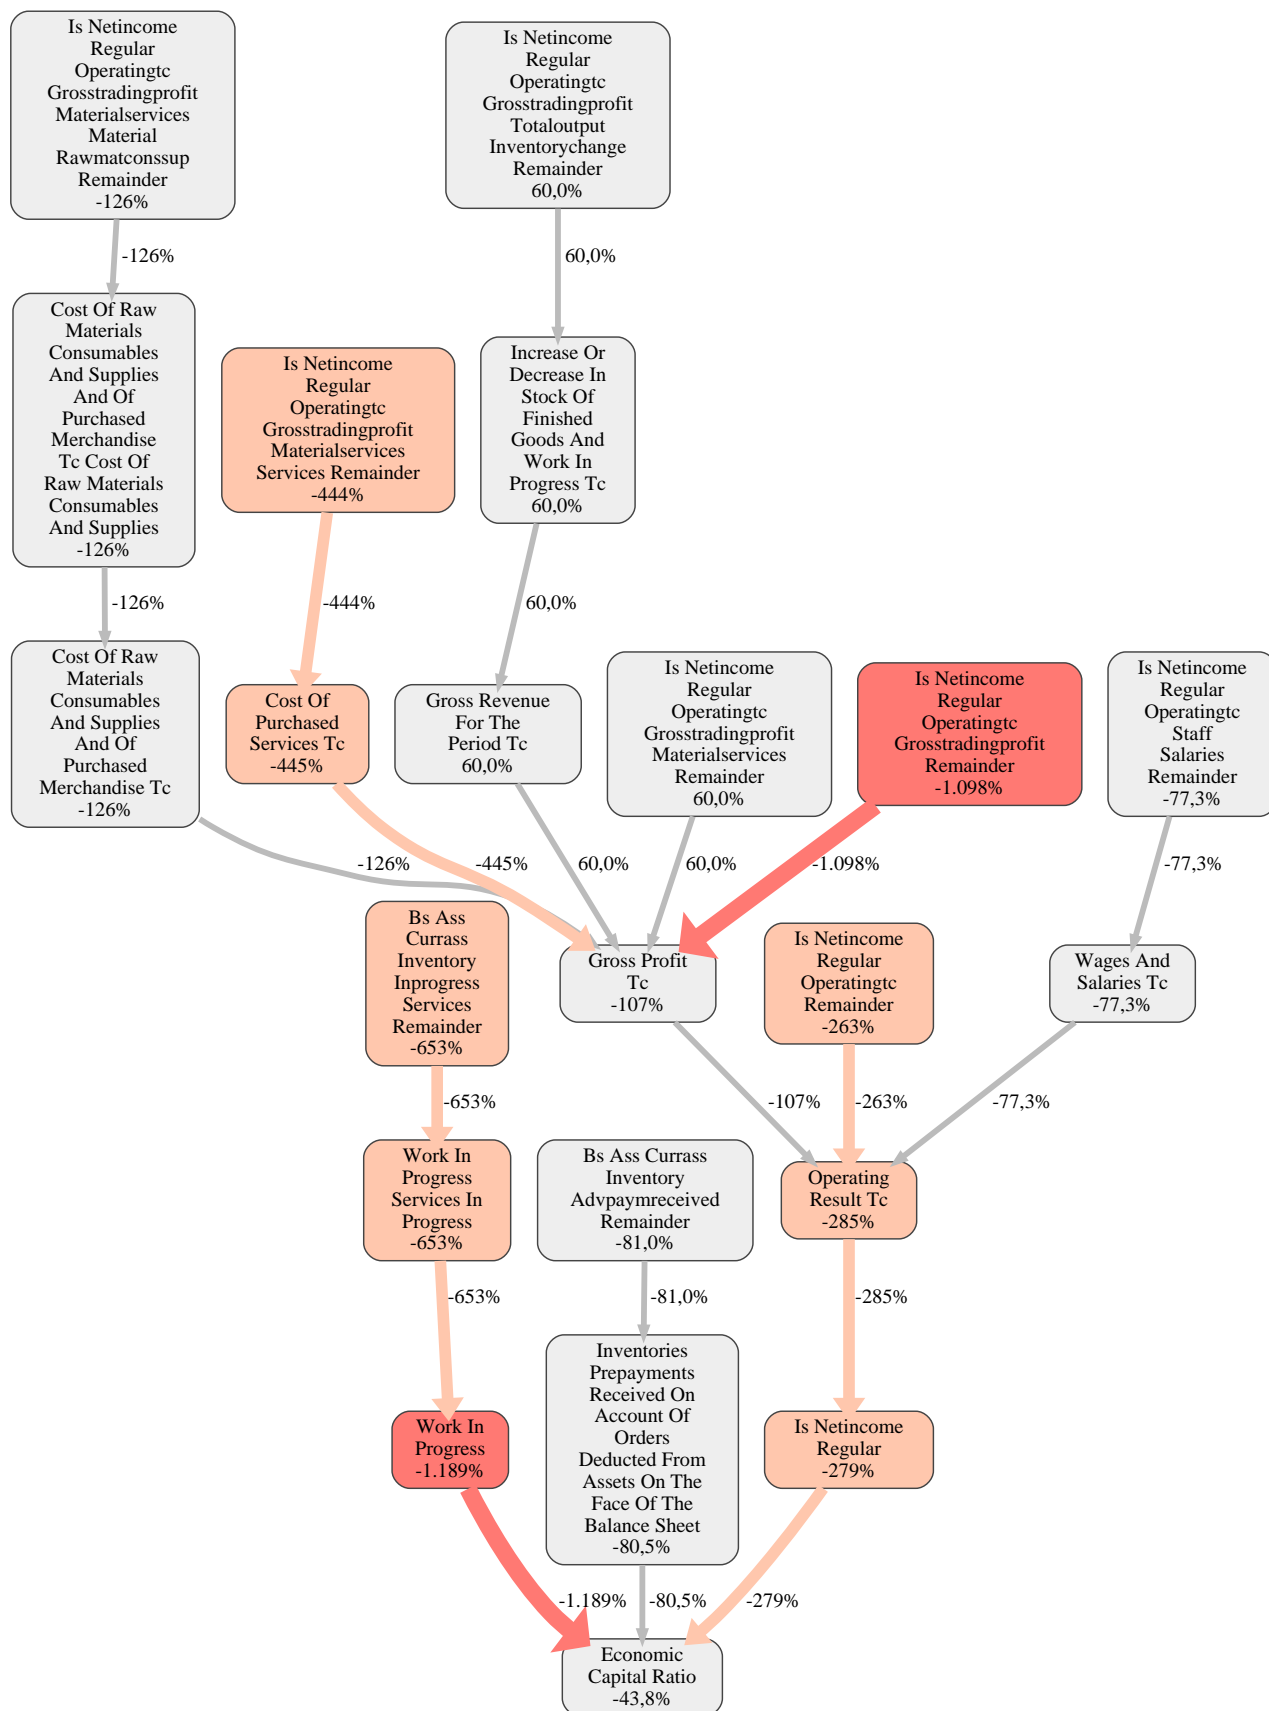 Is Netincome
Regular
Operatingtc
Grosstradingprofit
Materialservices
Material
Rawmatconssup
Remainder
-126%
Is Netincome
Regular
Operatingtc
Grosstradingprofit
Totaloutput
Inventorychange
Remainder
60,0%
-126%
60,0%
Cost Of Raw
Materials
Consumables
And Supplies
And Of
Purchased
Merchandise
Tc Cost Of
Raw Materials
Consumables
And Supplies
-126%
Is Netincome
Regular
Operatingtc
Grosstradingprofit
Materialservices
Services Remainder
-444%
Increase Or
Decrease In
Stock Of
Finished
Goods And
Work In
Progress Tc
60,0%
-126%
-444%
60,0%
Cost Of Raw
Materials
Consumables
And Supplies
And Of
Purchased
Merchandise Tc
-126%
Cost Of
Purchased
Services Tc
-445%
Gross Revenue
For The
Period Tc
60,0%
Is Netincome
Regular
Operatingtc
Grosstradingprofit
Materialservices
Remainder
60,0%
Is Netincome
Regular
Operatingtc
Grosstradingprofit
Remainder
-1.098%
Is Netincome
Regular
Operatingtc
Staff
Salaries
Remainder
-77,3%
-126%
-445%
60,0%
60,0%
-1.098%
-77,3%
Bs Ass
Currass
Inventory
Inprogress
Services
Remainder
-653%
Gross Profit
Tc
-107%
Is Netincome
Regular
Operatingtc
Remainder
-263%
Wages And
Salaries Tc
-77,3%
-653%
-107%
-263%
-77,3%
Work In
Progress
Services In
Progress
-653%
Bs Ass Currass
Inventory
Advpaymreceived
Remainder
-81,0%
Operating
Result Tc
-285%
-653%
-81,0%
-285%
Work In
Progress
-1.189%
Inventories
Prepayments
Received On
Account Of
Orders
Deducted From
Assets On The
Face Of The
Balance Sheet
-80,5%
Is Netincome
Regular
-279%
-1.189%
-80,5%
-279%
Economic
Capital Ratio
-43,8%